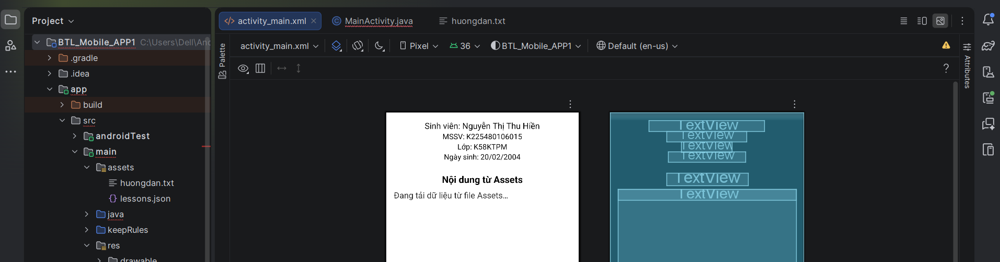 Project
activity_main.xml
MainActivity.java
huongdan.txt
BTL_Mobile_APP1 C:\Users\Dell\And
.gradle
.idea
app
build
src
androidTest
main
assets
huongdan.txt
lessons.json
java
keepRules
res
drawable
Palette
activity_main.xml
Pixel
36
BTL_Mobile_APP1
Default (en-us)
?
Attributes
Sinh viên: Nguyễn Thị Thu Hiền
MSSV: K225480106015
Lớp: K58KTPM
Ngày sinh: 20/02/2004
Nội dung từ Assets
Đang tải dữ liệu từ file Assets...
TextView
TextView
TextView
TextView
TextView
TextView